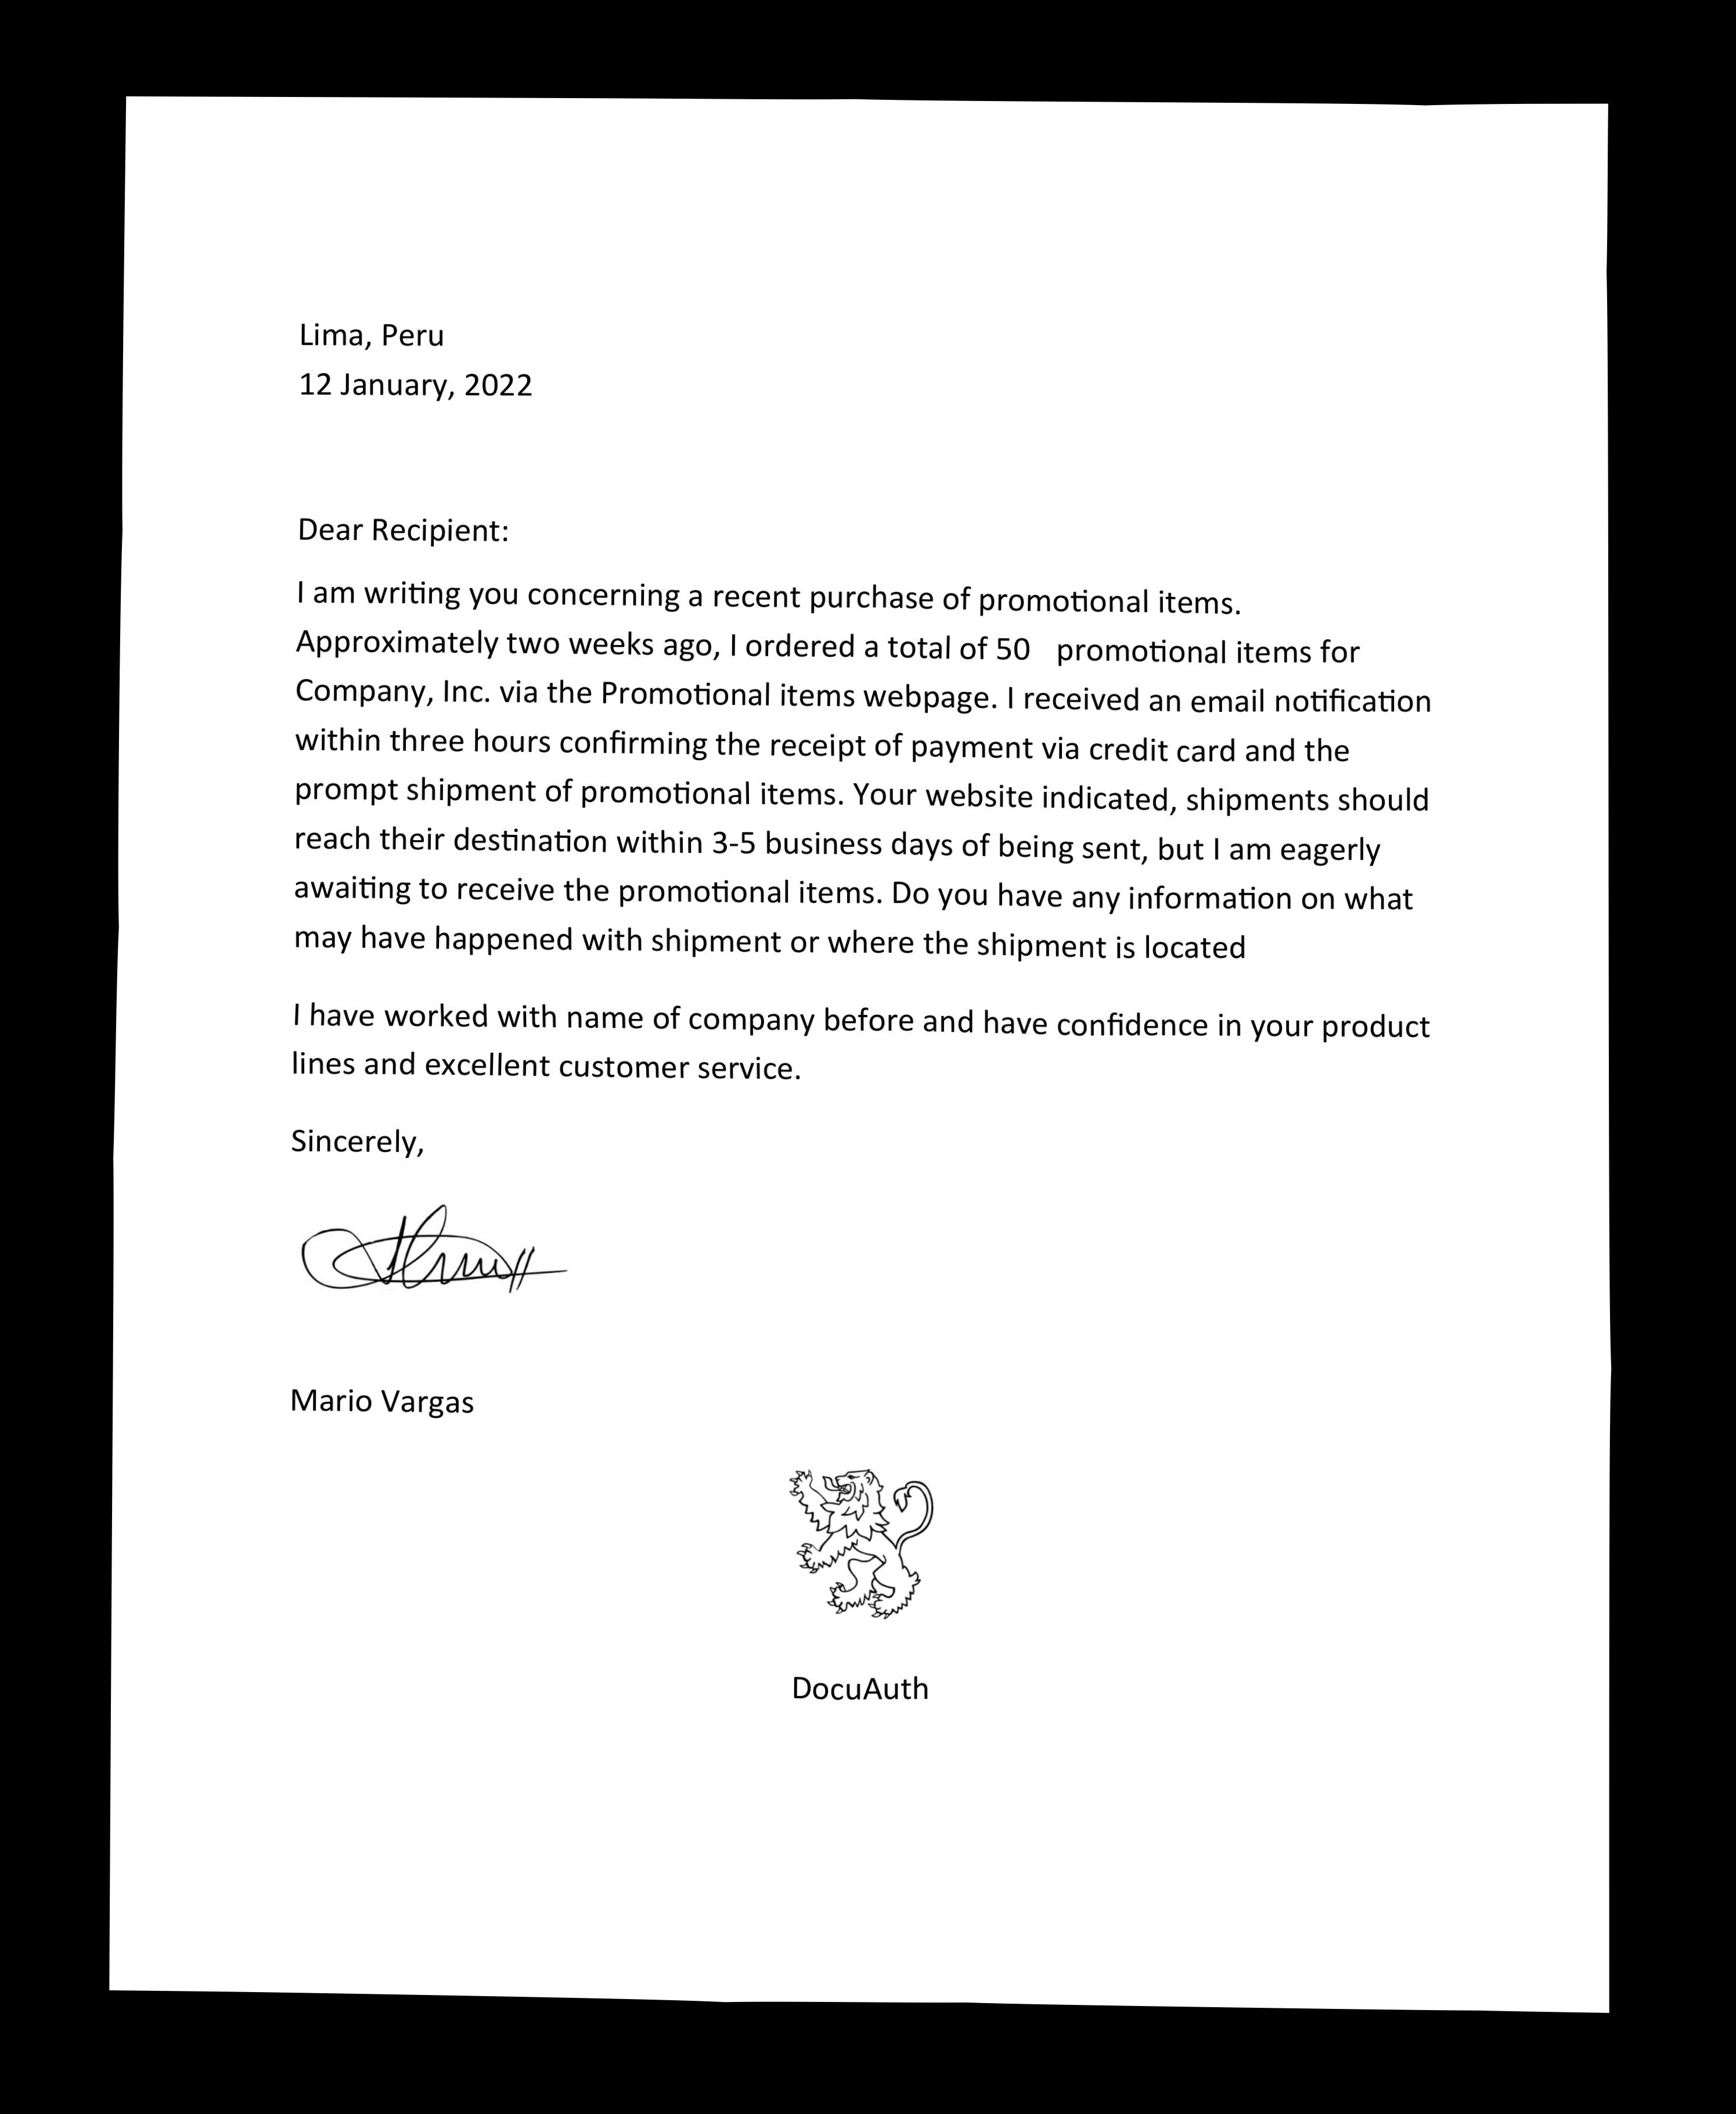 Lima, Peru
12 January, 2022
Dear Recipient:
I am writing you concerning a recent purchase of promotional items.
Approximately two weeks ago, I ordered a total of 50 promotional items for
Company, Inc. via the Promotional items webpage. I received an email notification
within three hours confirming the receipt of payment via credit card and the
prompt shipment of promotional items. Your website indicated, shipments should
reach their destination within 3-5 business days of being sent, but I am eagerly
awaiting to receive the promotional items. Do you have any information on what
may have happened with shipment or where the shipment is located
I have worked with name of company before and have confidence in your product
lines and excellent customer service.
Sincerely,
Mario Vargas
DocuAuth